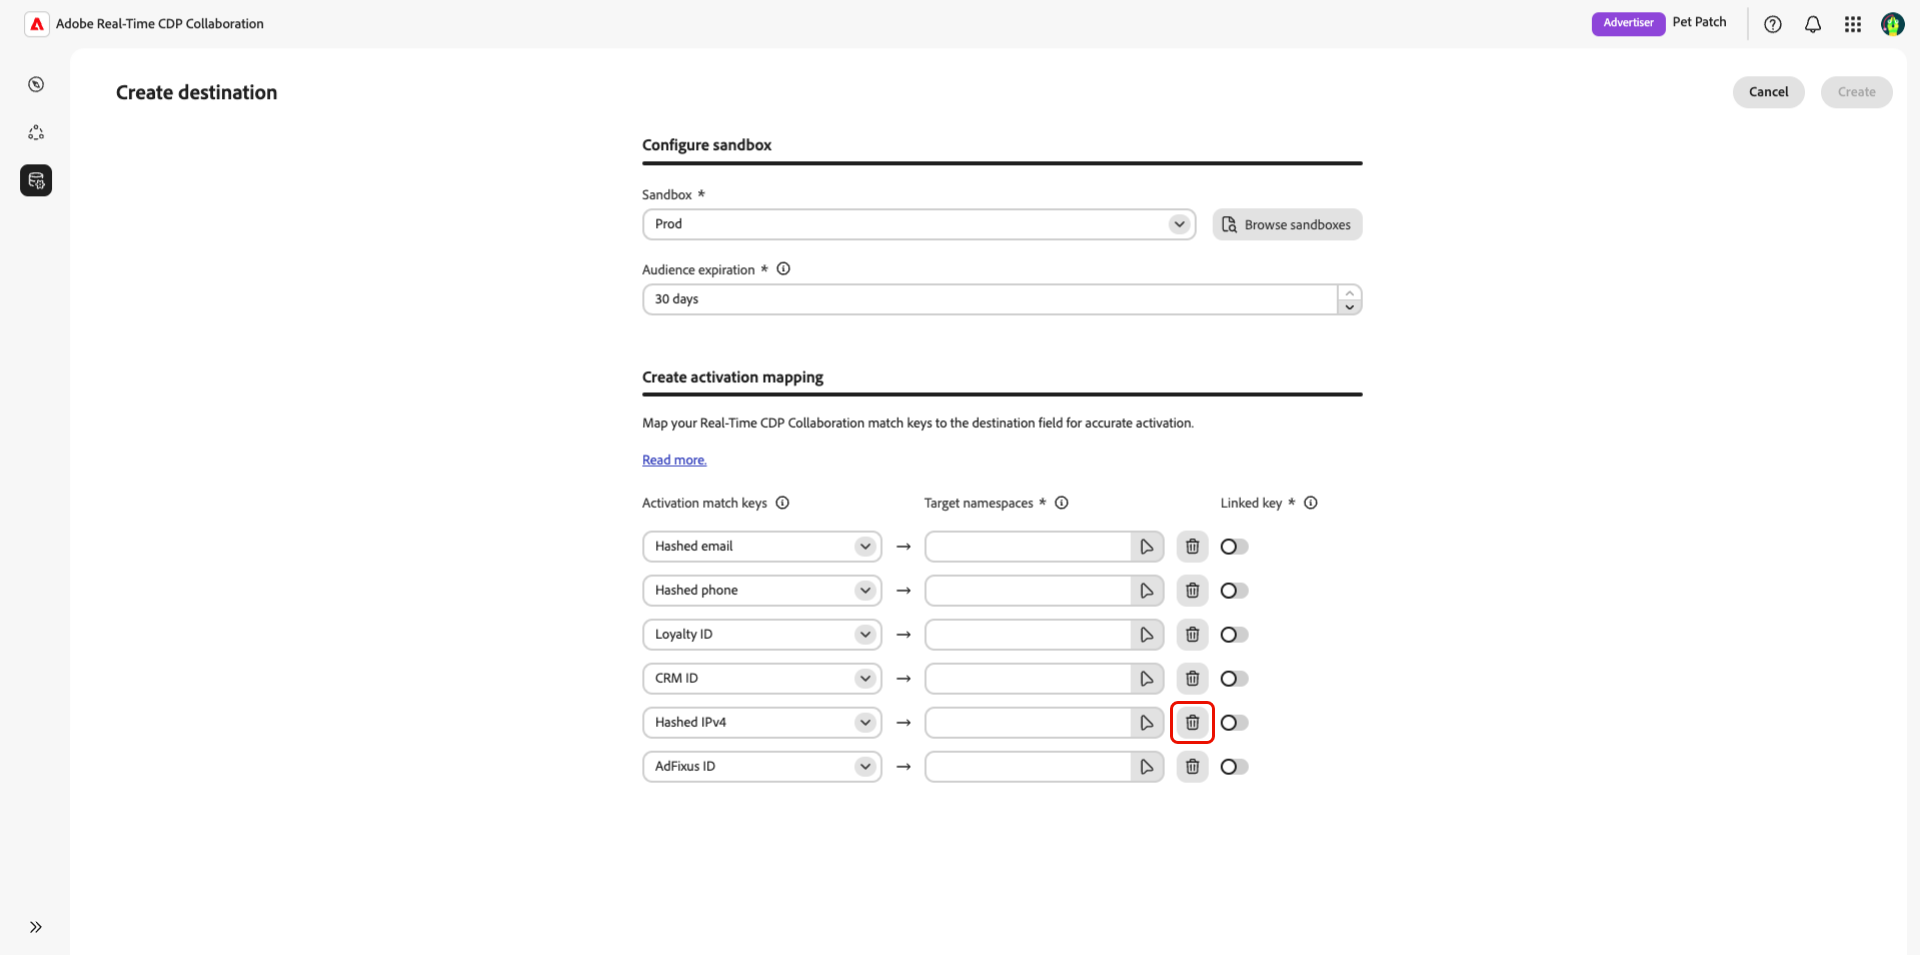 Adobe Real-Time CDP Collaboration
Advertiser
Pet Patch
Create destination
Cancel
Create
Configure sandbox
Sandbox *
Prod
Browse sandboxes
Audience expiration *
30 days
Create activation mapping
Map your Real-Time CDP Collaboration match keys to the destination field for accurate activation.
Read more.
Activation match keys
Target namespaces *
Linked key *
Hashed email
Hashed phone
Loyalty ID
CRM ID
Hashed IPv4
AdFixus ID